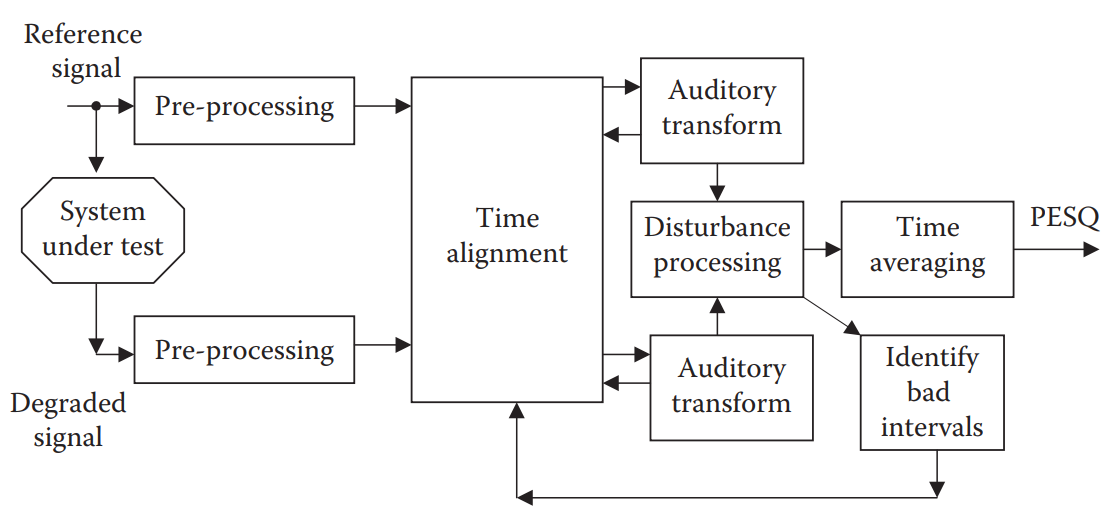 Reference
signal
Pre-processing
System
under test
Pre-processing
Degraded
signal
Time
alignment
Auditory
transform
Disturbance
processing
Time
averaging
PESQ
Auditory
transform
Identify
bad
intervals